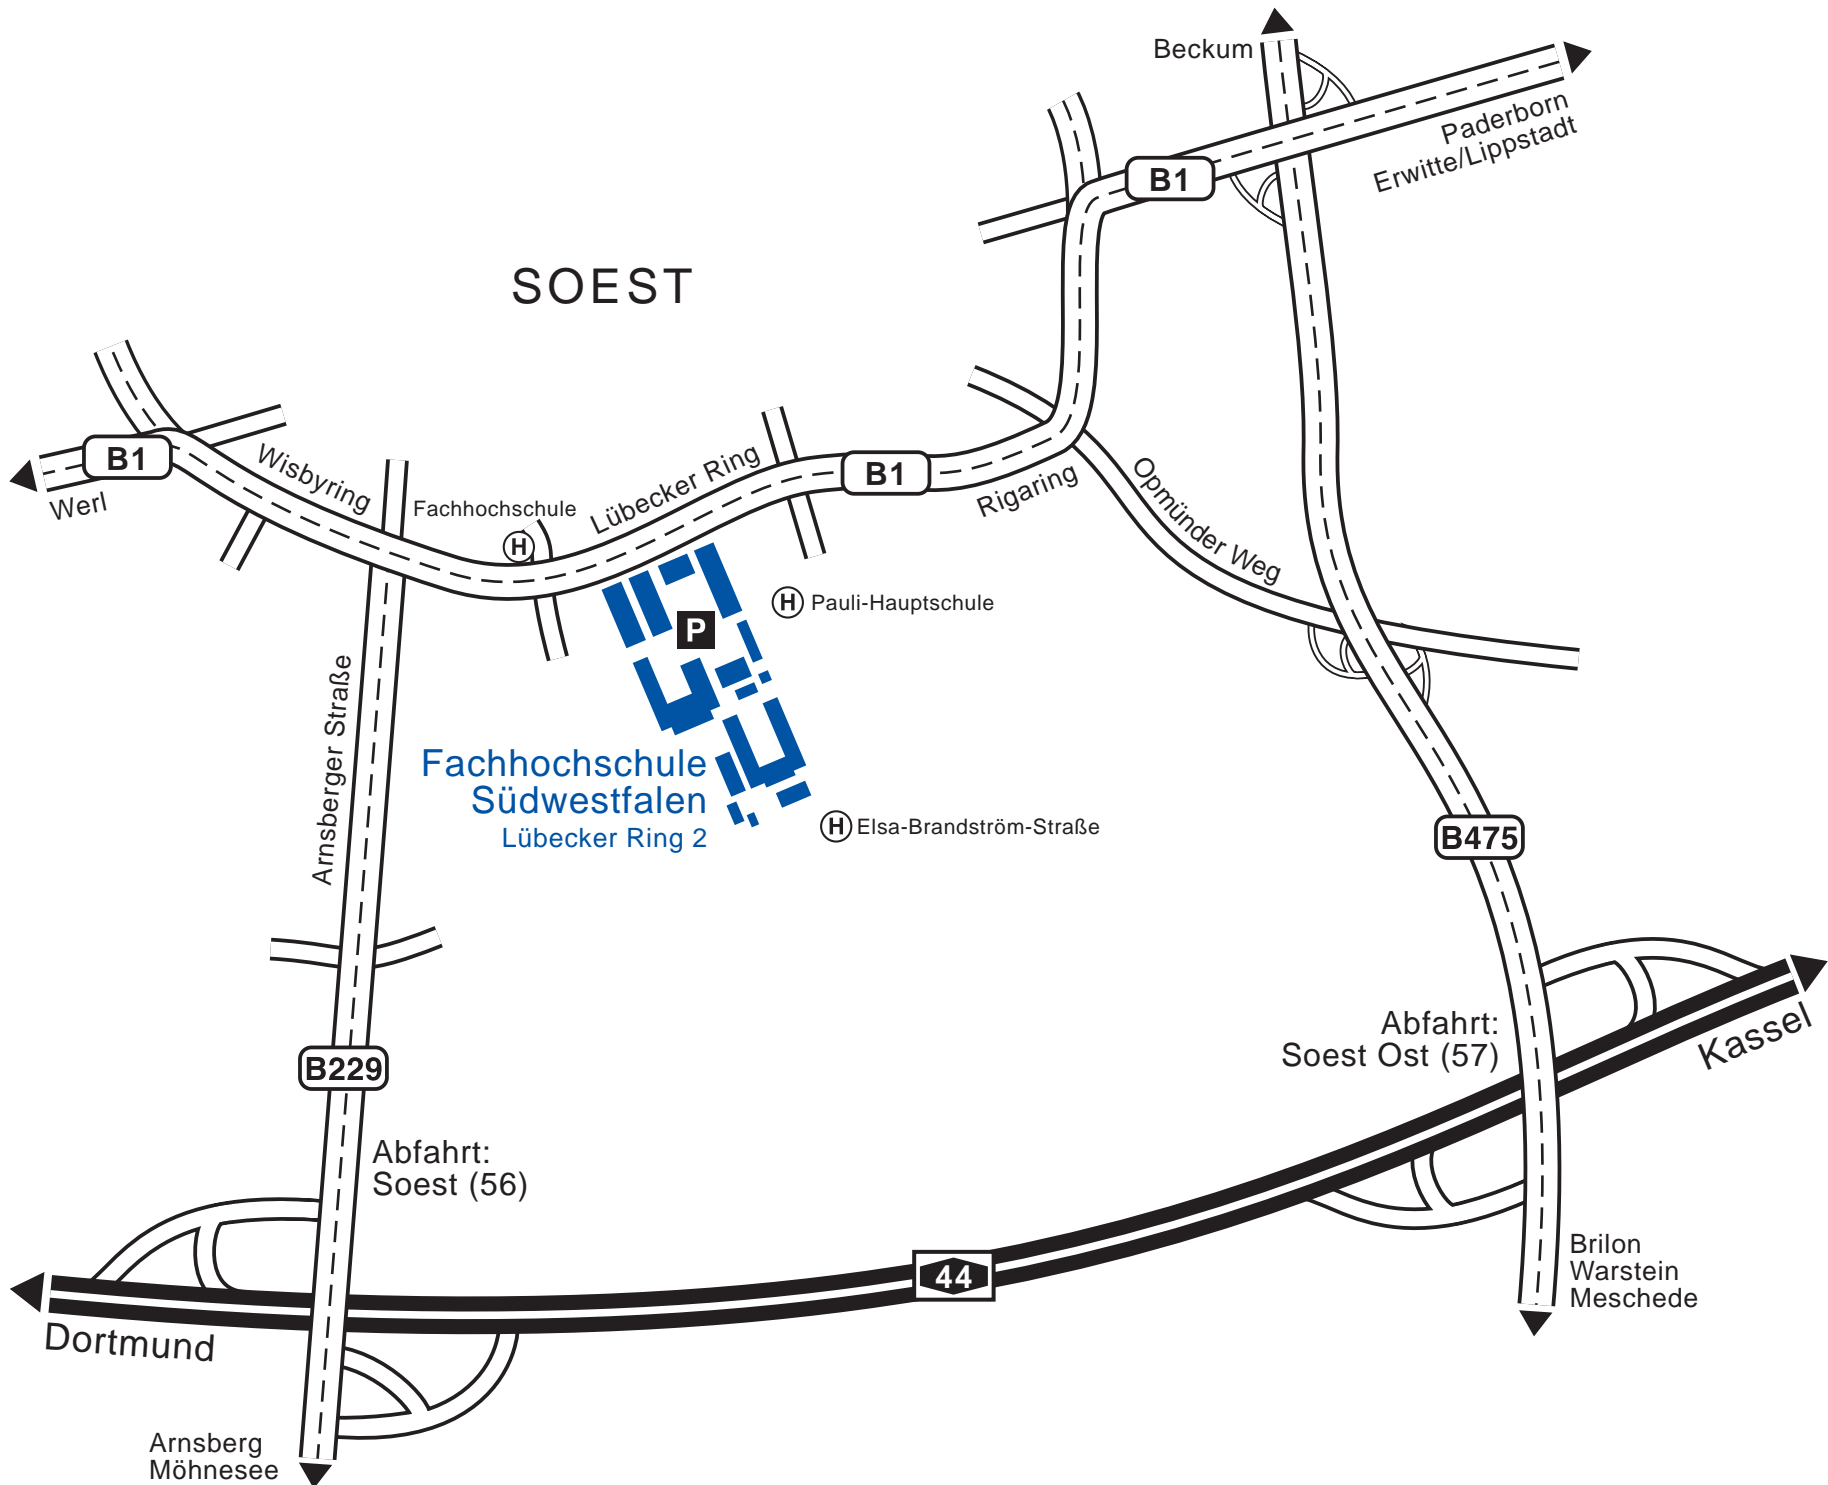 Beckum
Paderborn
Erwitte/Lippstadt
B1
SOEST
B1
Werl
Wisbyring
Fachhochschule
H
Lübecker Ring
B1
Rigaring
Opmünder Weg
H Pauli-Hauptschule
P
Arnsberger Straße
Fachhochschule
Südwestfalen
Lübecker Ring 2
H Elsa-Brandström-Straße
B475
Abfahrt:
Soest Ost (57)
Kassel
B229
Abfahrt:
Soest (56)
44
Brilon
Warstein
Meschede
Dortmund
Arnsberg
Möhnesee